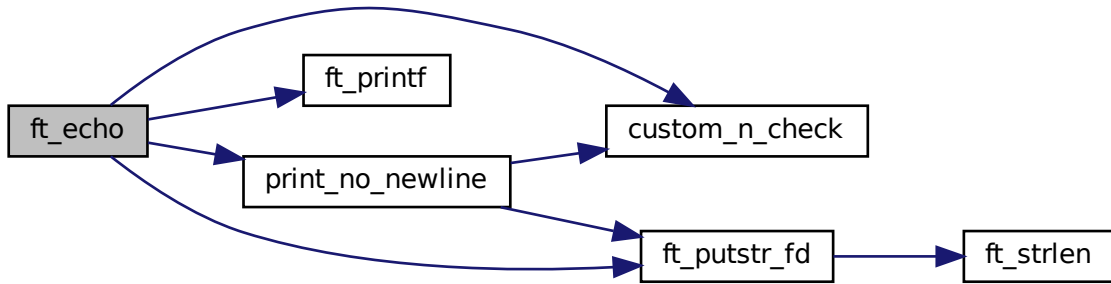 ft_echo
ft_printf
custom_n_check
print_no_newline
ft_putstr_fd
ft_strlen